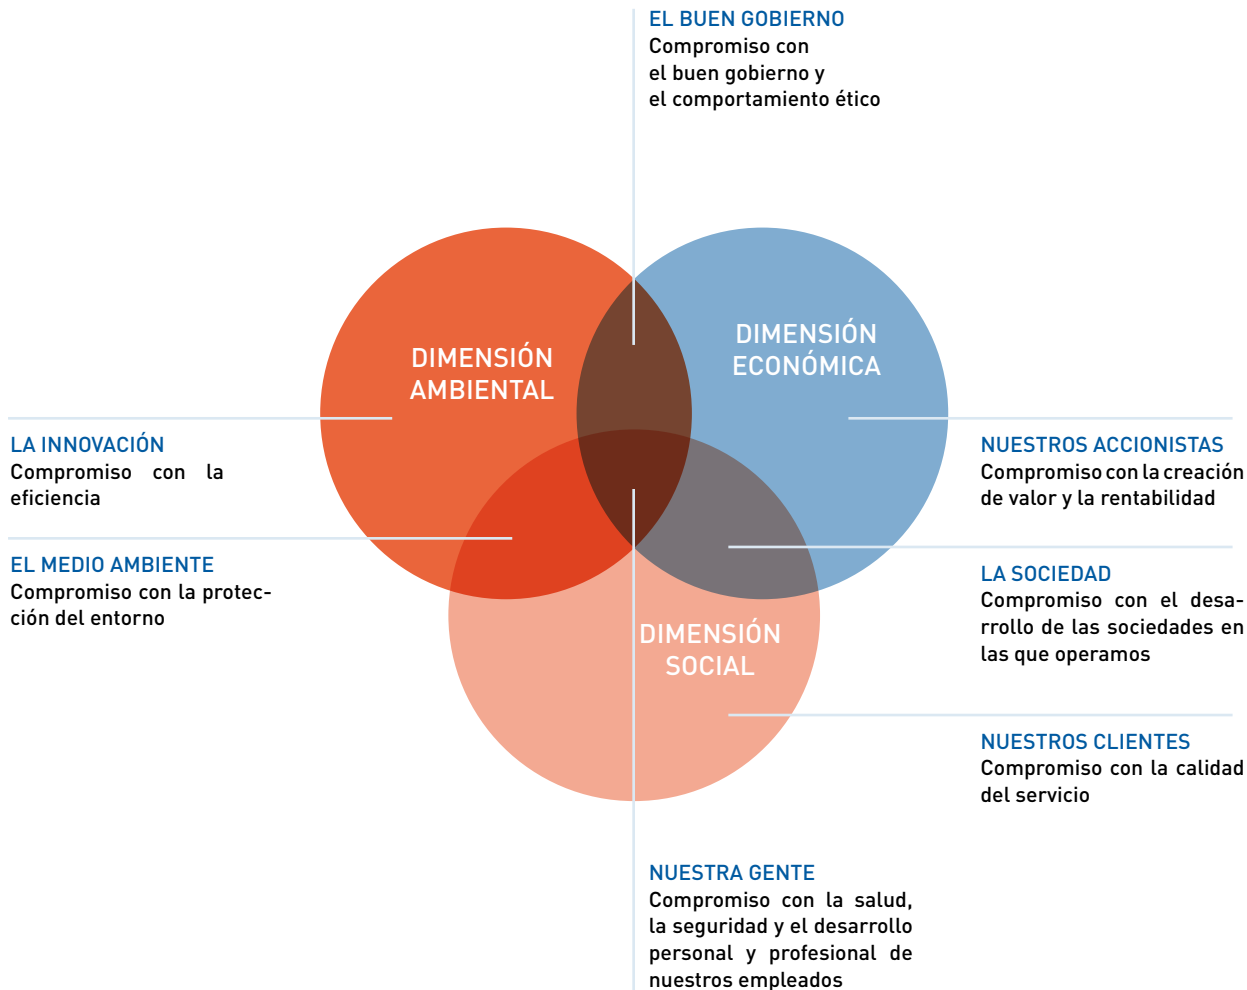 EL BUEN GOBIERNO
Compromiso con
el buen gobierno y
el comportamiento ético
DIMENSIÓN
AMBIENTAL
DIMENSIÓN
ECONÓMICA
LA INNOVACIÓN
Compromiso con la
eficiencia
NUESTROS ACCIONISTAS
Compromiso con la creación
de valor y la rentabilidad
EL MEDIO AMBIENTE
Compromiso con la protec-
ción del entorno
LA SOCIEDAD
Compromiso con el desa-
rrollo de las sociedades en
las que operamos
DIMENSIÓN
SOCIAL
NUESTROS CLIENTES
Compromiso con la calidad
del servicio
NUESTRA GENTE
Compromiso con la salud,
la seguridad y el desarrollo
personal y profesional de
nuestros empleados